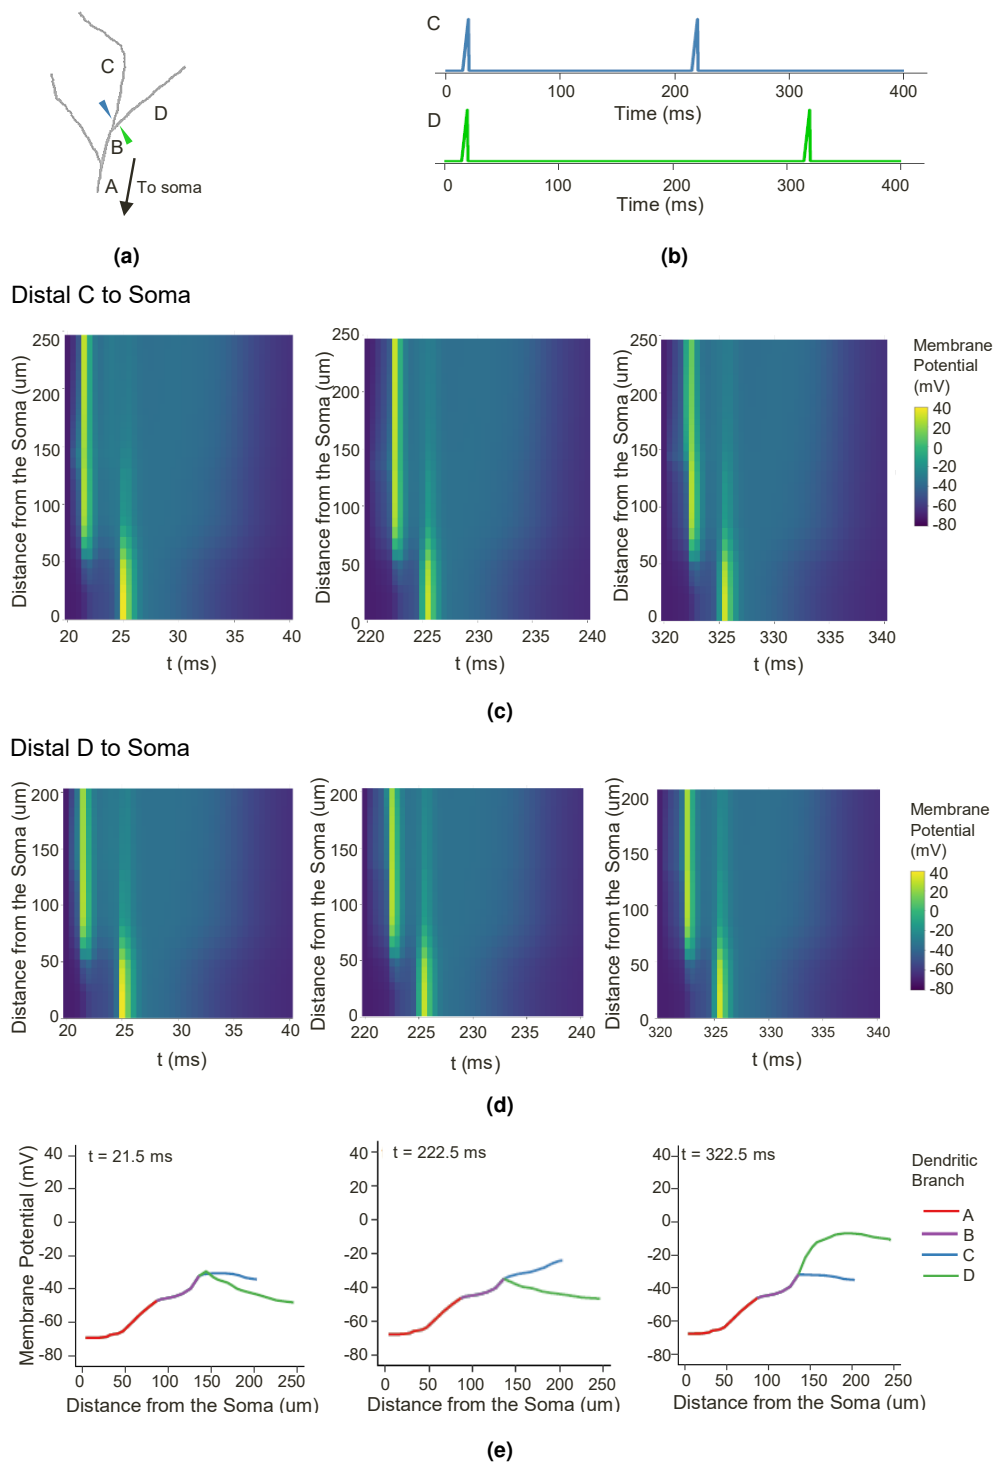 C
D
B
A
To soma
(a)
C
0 100 200 300 400
Time (ms)
D
0 100 200 300 400
Time (ms)
(b)
Distal C to Soma
Distance from the Soma (um)
250
200
150
100
50
0
20 25 30 35 40
t (ms)
Distance from the Soma (um)
250
200
150
100
50
0
220 225 230 235 240
t (ms)
Distance from the Soma (um)
250
200
150
100
50
0
320 325 330 335 340
t (ms)
Membrane
Potential
(mV)
40
20
0
-20
-40
-60
-80
(c)
Distal D to Soma
Distance from the Soma (um)
200
150
100
50
0
20 25 30 35 40
t (ms)
Distance from the Soma (um)
200
150
100
50
0
220 225 230 235 240
t (ms)
Distance from the Soma (um)
200
150
100
50
0
320 325 330 335 340
t (ms)
Membrane
Potential
(mV)
40
20
0
-20
-40
-60
-80
(d)
Membrane Potential (mV)
t = 21.5 ms
40
20
0
-20
-40
-60
-80
0 50 100 150 200 250
Distance from the Soma (um)
t = 222.5 ms
40
20
0
-20
-40
-60
-80
0 50 100 150 200 250
Distance from the Soma (um)
t = 322.5 ms
40
20
0
-20
-40
-60
-80
0 50 100 150 200 250
Distance from the Soma (um)
Dendritic
Branch
A
B
C
D
(e)